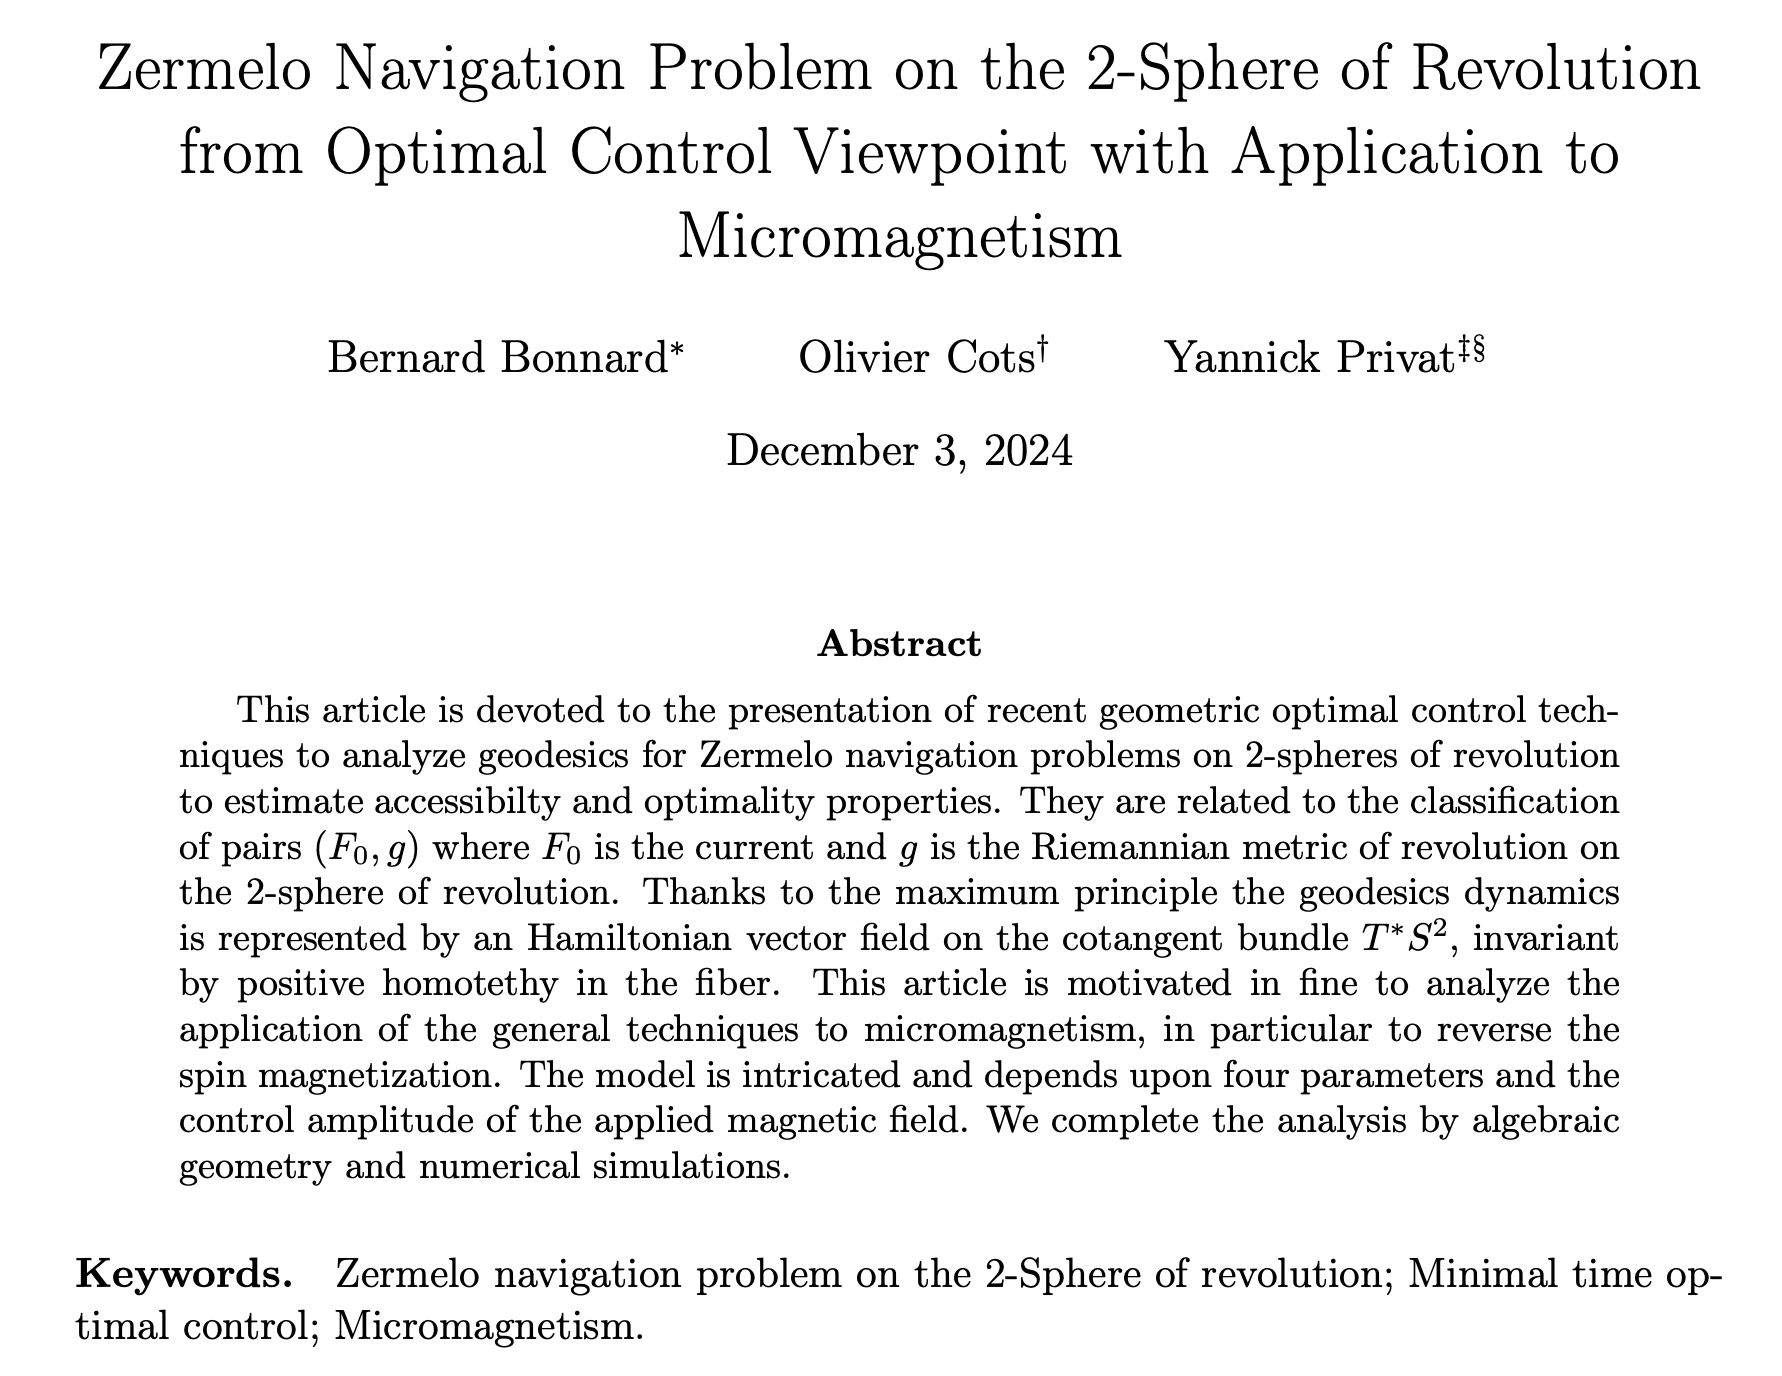 Zermelo Navigation Problem on the 2-Sphere of Revolution
from Optimal Control Viewpoint with Application to
Micromagnetism
Bernard Bonnard* Olivier Cots† Yannick Privat‡§
December 3, 2024
Abstract
This article is devoted to the presentation of recent geometric optimal control tech-
niques to analyze geodesics for Zermelo navigation problems on 2-spheres of revolution
to estimate accessibilty and optimality properties. They are related to the classification
of pairs (F₀, g) where F₀ is the current and g is the Riemannian metric of revolution on
the 2-sphere of revolution. Thanks to the maximum principle the geodesics dynamics
is represented by an Hamiltonian vector field on the cotangent bundle T*S², invariant
by positive homotethy in the fiber. This article is motivated in fine to analyze the
application of the general techniques to micromagnetism, in particular to reverse the
spin magnetization. The model is intricated and depends upon four parameters and the
control amplitude of the applied magnetic field. We complete the analysis by algebraic
geometry and numerical simulations.
Keywords. Zermelo navigation problem on the 2-Sphere of revolution; Minimal time op-
timal control; Micromagnetism.